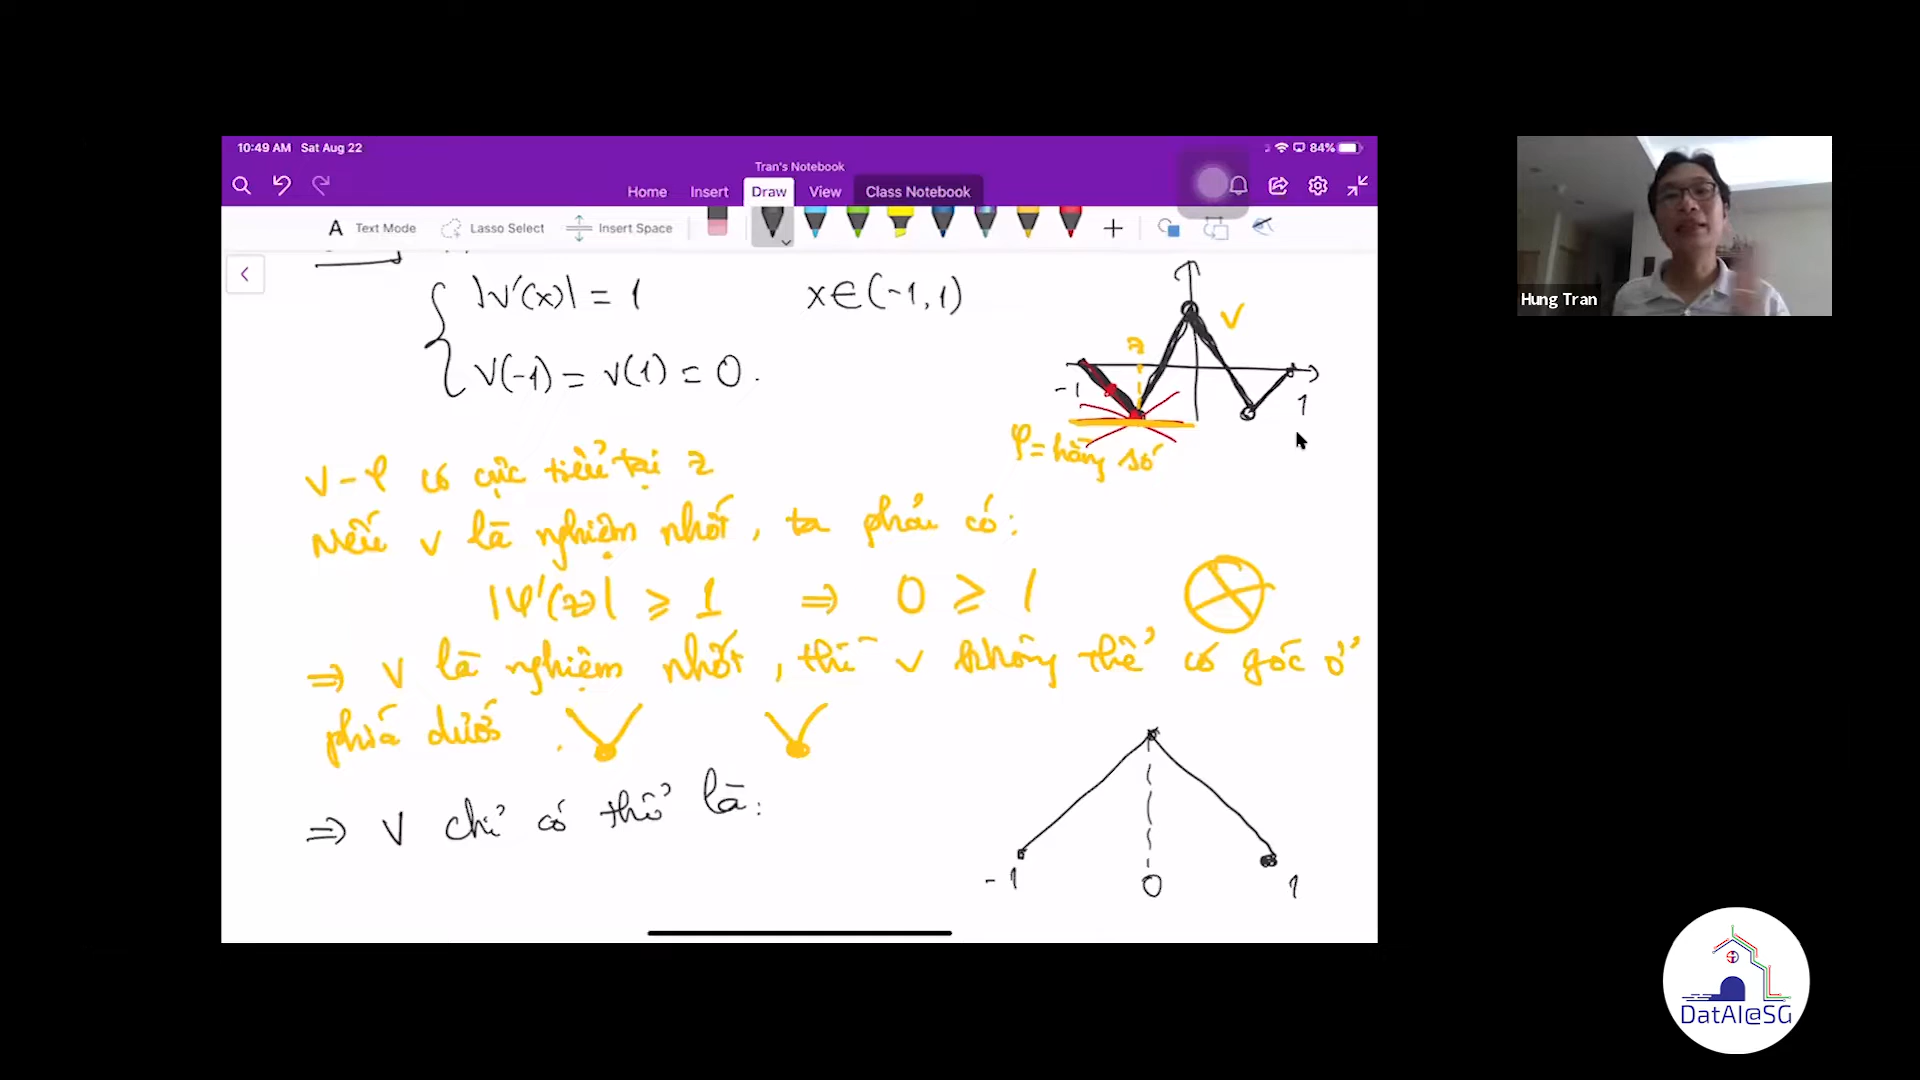 10:49 AM Sat Aug 22
84%
Tran's Notebook
Home Insert Draw View Class Notebook
A Text Mode Lasso Select Insert Space
|v'(x)| = 1 x∈(-1,1)
v(-1) = v(1) = 0.
v
z
-1
1
φ = hằng số
v-φ có cực tiểu tại z
Nếu v là nghiệm nhớt, ta phải có:
|φ'(z)| ≥ 1 ⇒ 0 ≥ 1
⇒ v là nghiệm nhớt, thì v không thể có góc ở
phía dưới.
⇒ v chỉ có thể là:
-1 0 1
Hung Tran
DatAI@SG